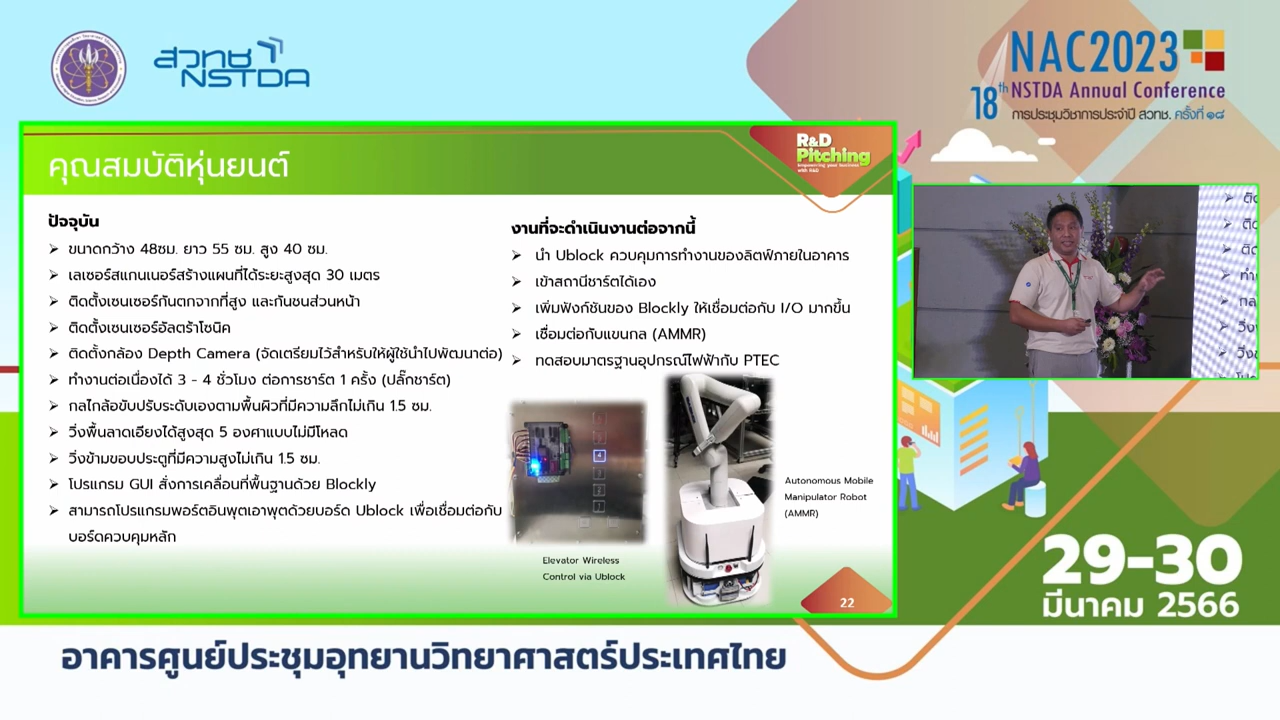 สวทช
NSTDA
NAC2023
18th NSTDA Annual Conference
การประชุมวิชาการประจำปี สวทช. ครั้งที่ ๑๘
R&D
Pitching
empowering your business
with R&D
คุณสมบัติหุ่นยนต์
ปัจจุบัน
➢ ขนาดกว้าง 48ซม. ยาว 55 ซม. สูง 40 ซม.
➢ เลเซอร์สแกนเนอร์สร้างแผนที่ได้ระยะสูงสุด 30 เมตร
➢ ติดตั้งเซนเซอร์กันตกจากที่สูง และกันชนส่วนหน้า
➢ ติดตั้งเซนเซอร์อัลตร้าโซนิค
➢ ติดตั้งกล้อง Depth Camera (จัดเตรียมไว้สำหรับให้ผู้ใช้นำไปพัฒนาต่อ)
➢ ทำงานต่อเนื่องได้ 3 - 4 ชั่วโมง ต่อการชาร์ต 1 ครั้ง (ปลั๊กชาร์ต)
➢ กลไกล้อขับปรับระดับเองตามพื้นผิวที่มีความลึกไม่เกิน 1.5 ซม.
➢ วิ่งพื้นลาดเอียงได้สูงสุด 5 องศาแบบไม่มีโหลด
➢ วิ่งข้ามขอบประตูที่มีความสูงไม่เกิน 1.5 ซม.
➢ โปรแกรม GUI สั่งการเคลื่อนที่พื้นฐานด้วย Blockly
➢ สามารถโปรแกรมพอร์ตอินพุตเอาพุตด้วยบอร์ด Ublock เพื่อเชื่อมต่อกับ
บอร์ดควบคุมหลัก
งานที่จะดำเนินงานต่อจากนี้
➢ นำ Ublock ควบคุมการทำงานของลิตฟ์ภายในอาคาร
➢ เข้าสถานีชาร์ตได้เอง
➢ เพิ่มฟังก์ชันของ Blockly ให้เชื่อมต่อกับ I/O มากขึ้น
➢ เชื่อมต่อกับแขนกล (AMMR)
➢ ทดสอบมาตรฐานอุปกรณ์ไฟฟ้ากับ PTEC
4
Elevator Wireless
Control via Ublock
Autonomous Mobile
Manipulator Robot
(AMMR)
22
29-30
มีนาคม 2566
อาคารศูนย์ประชุมอุทยานวิทยาศาสตร์ประเทศไทย